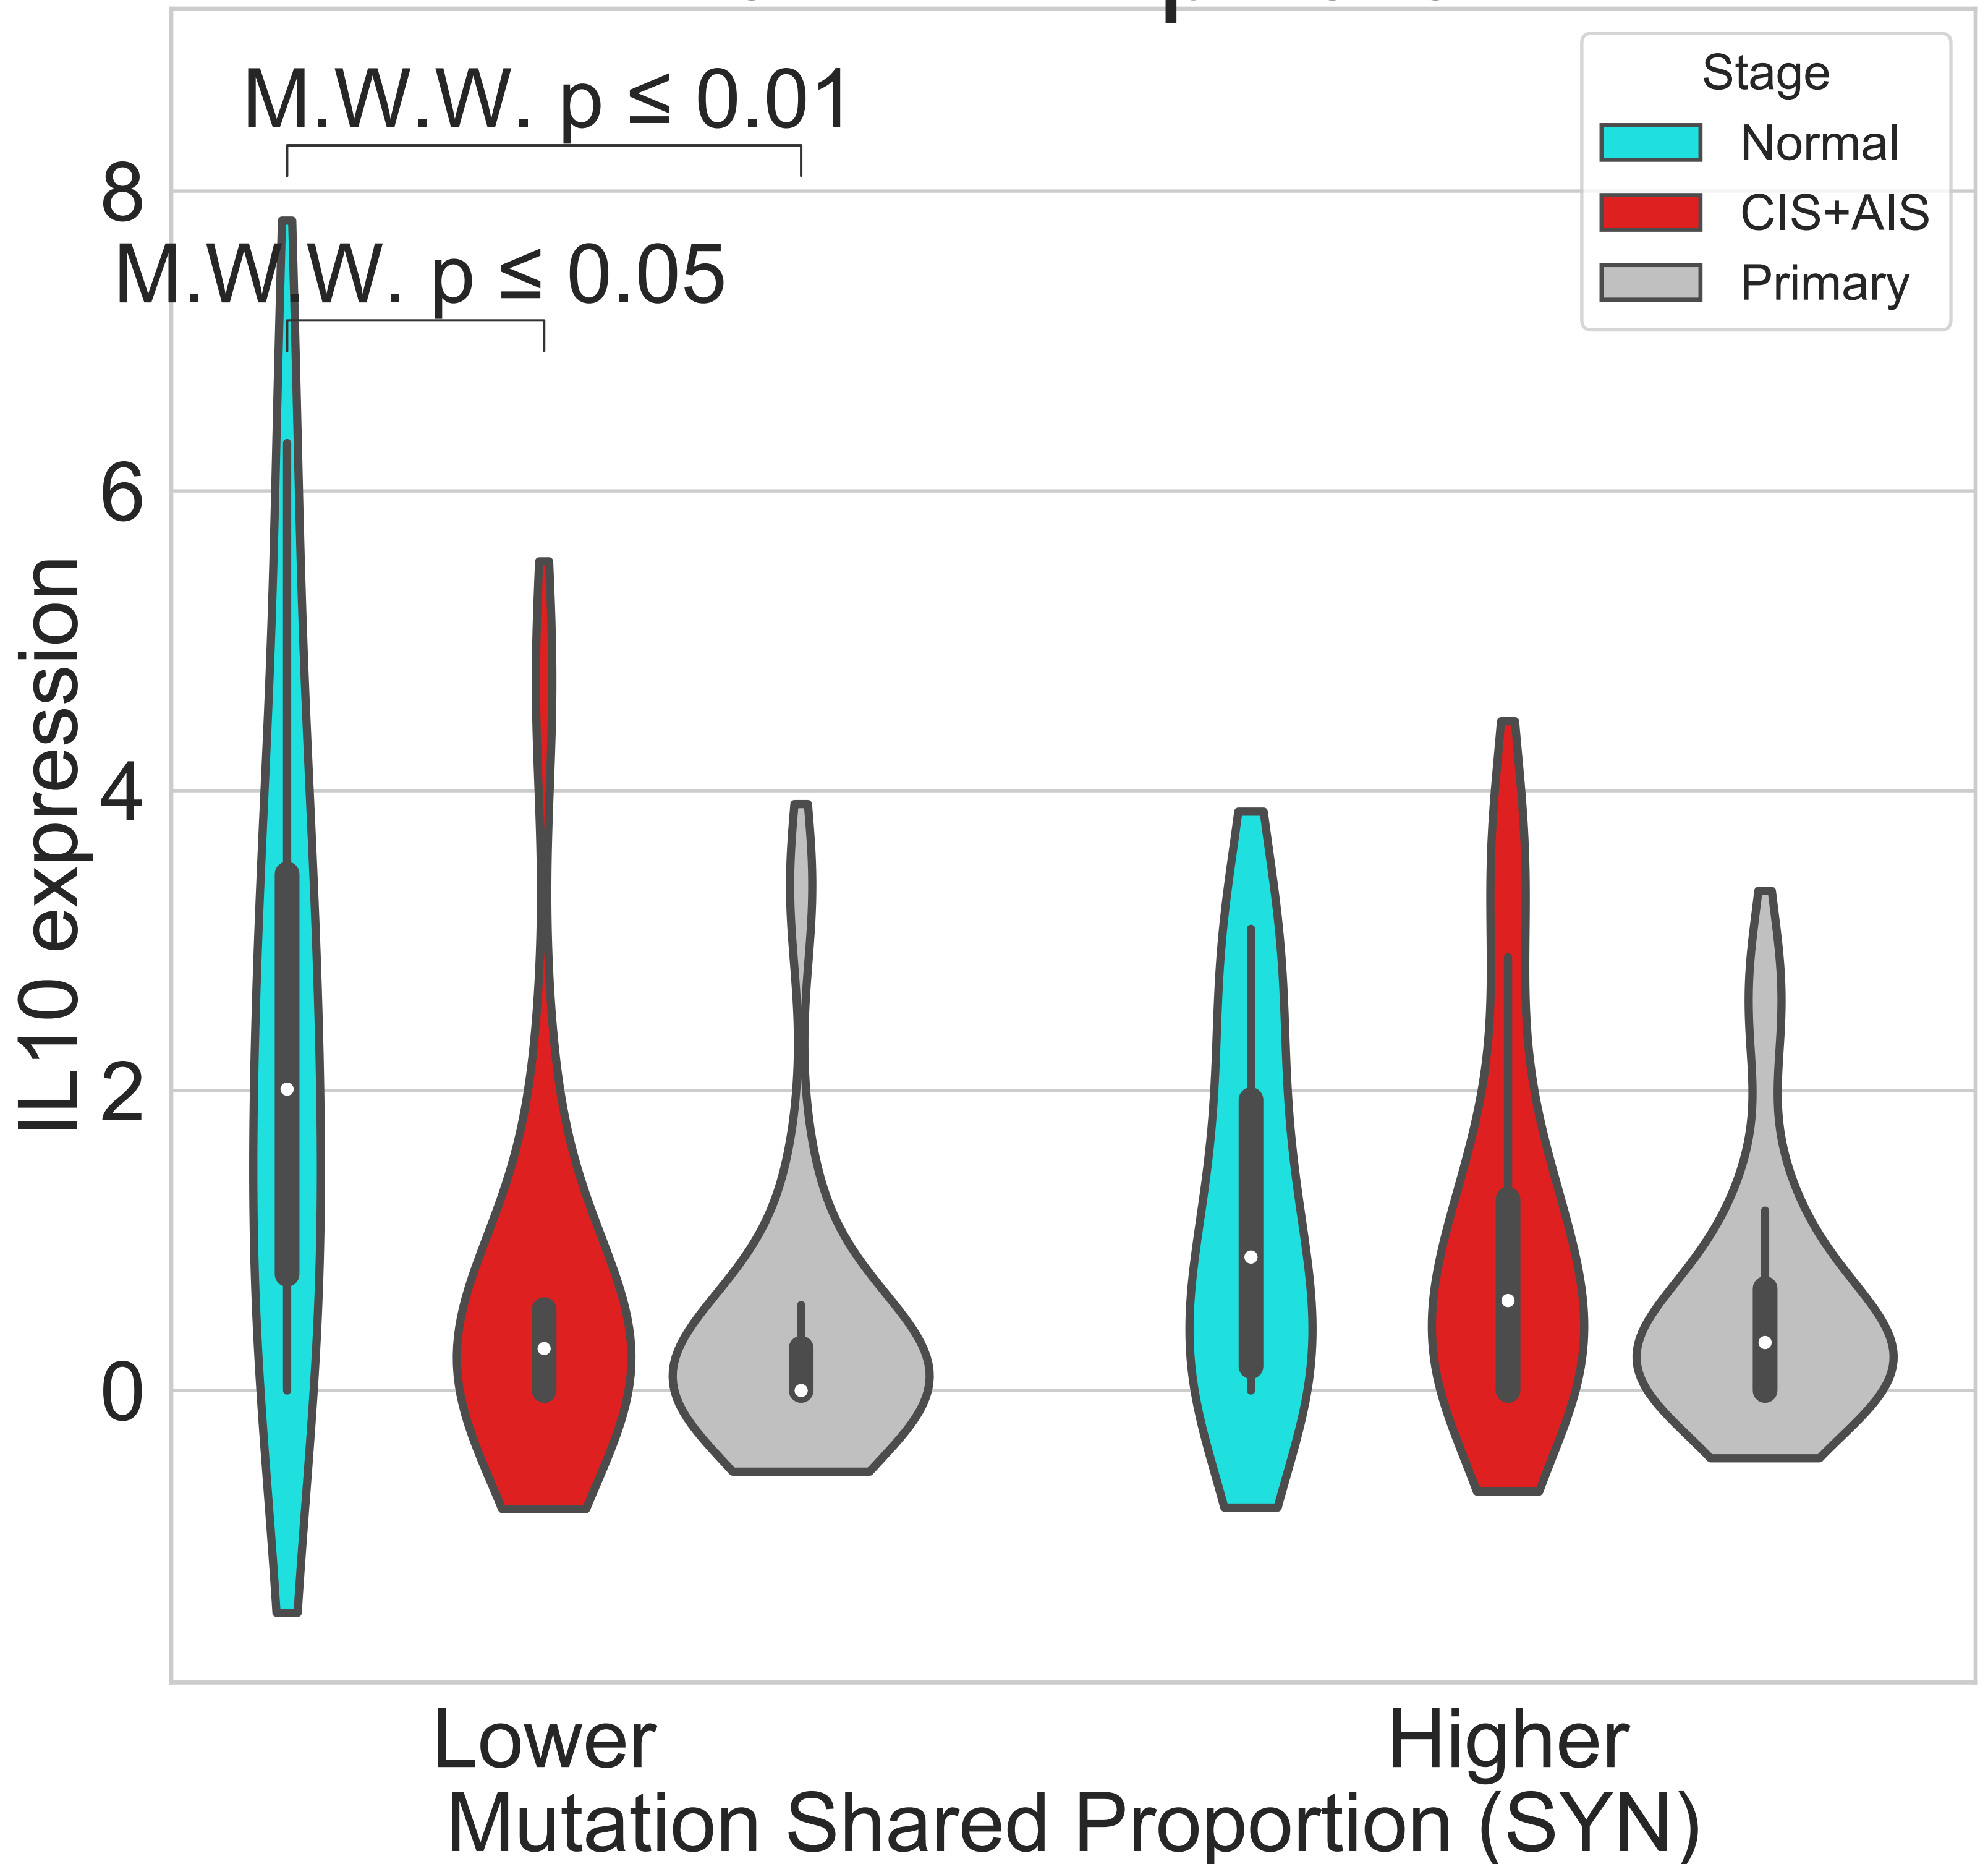 M.W.W. p ≤ 0.01
M.W.W. p ≤ 0.05
Stage
Normal
CIS+AIS
Primary
8
6
4
2
0
IL10 expression
Lower
Higher
Mutation Shared Proportion (SYN)